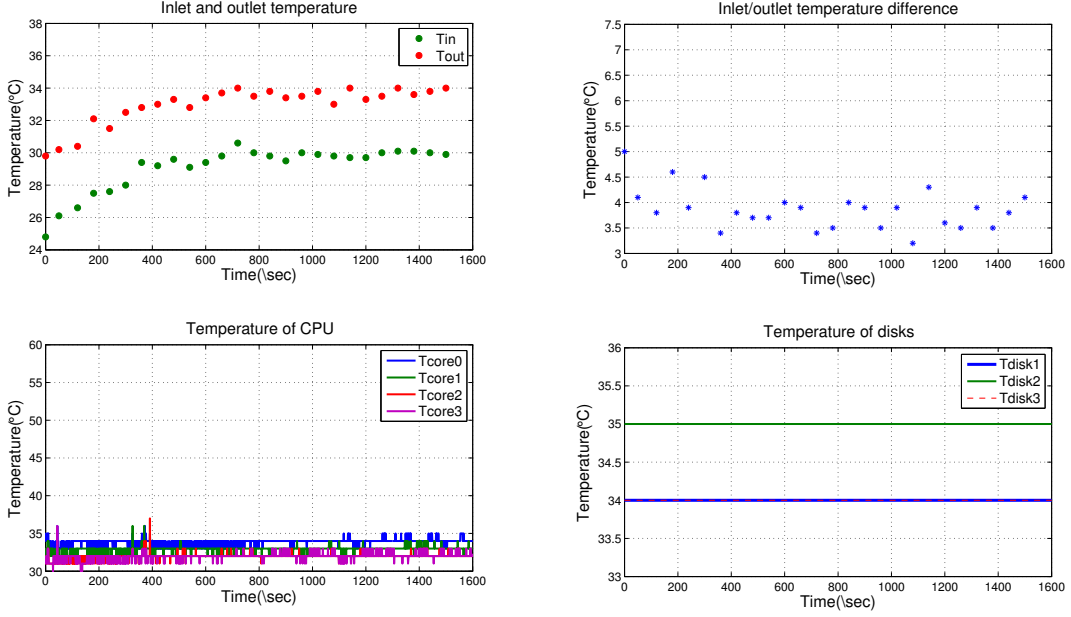 Inlet and outlet temperature
38
36
34
32
30
28
26
24
Temperature(ºC)
Tin
Tout
0 200 400 600 800 1000 1200 1400 1600
Time(\sec)
Inlet/outlet temperature difference
7.5
7
6.5
6
5.5
5
4.5
4
3.5
3
Temperature(ºC)
0 200 400 600 800 1000 1200 1400 1600
Time(\sec)
Temperature of CPU
60
55
50
45
40
35
30
Temperature(ºC)
Tcore0
Tcore1
Tcore2
Tcore3
0 200 400 600 800 1000 1200 1400 1600
Time(\sec)
Temperature of disks
36
35.5
35
34.5
34
33.5
33
Temperature(ºC)
Tdisk1
Tdisk2
Tdisk3
0 200 400 600 800 1000 1200 1400 1600
Time(\sec)